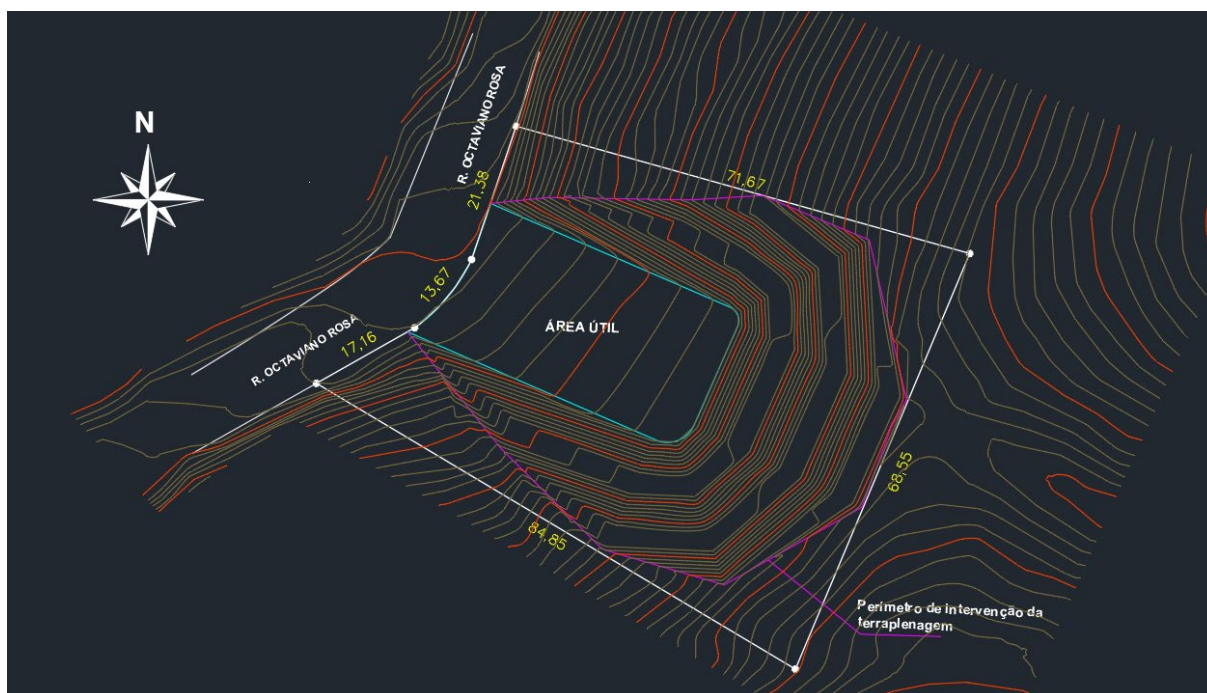 N
R. OCTAVIANO ROSA
21,38
71,67
13,67
ÁREA ÚTIL
R. OCTAVIANO ROSA
17,16
68,55
84,85
Perímetro de intervenção da
terraplenagem